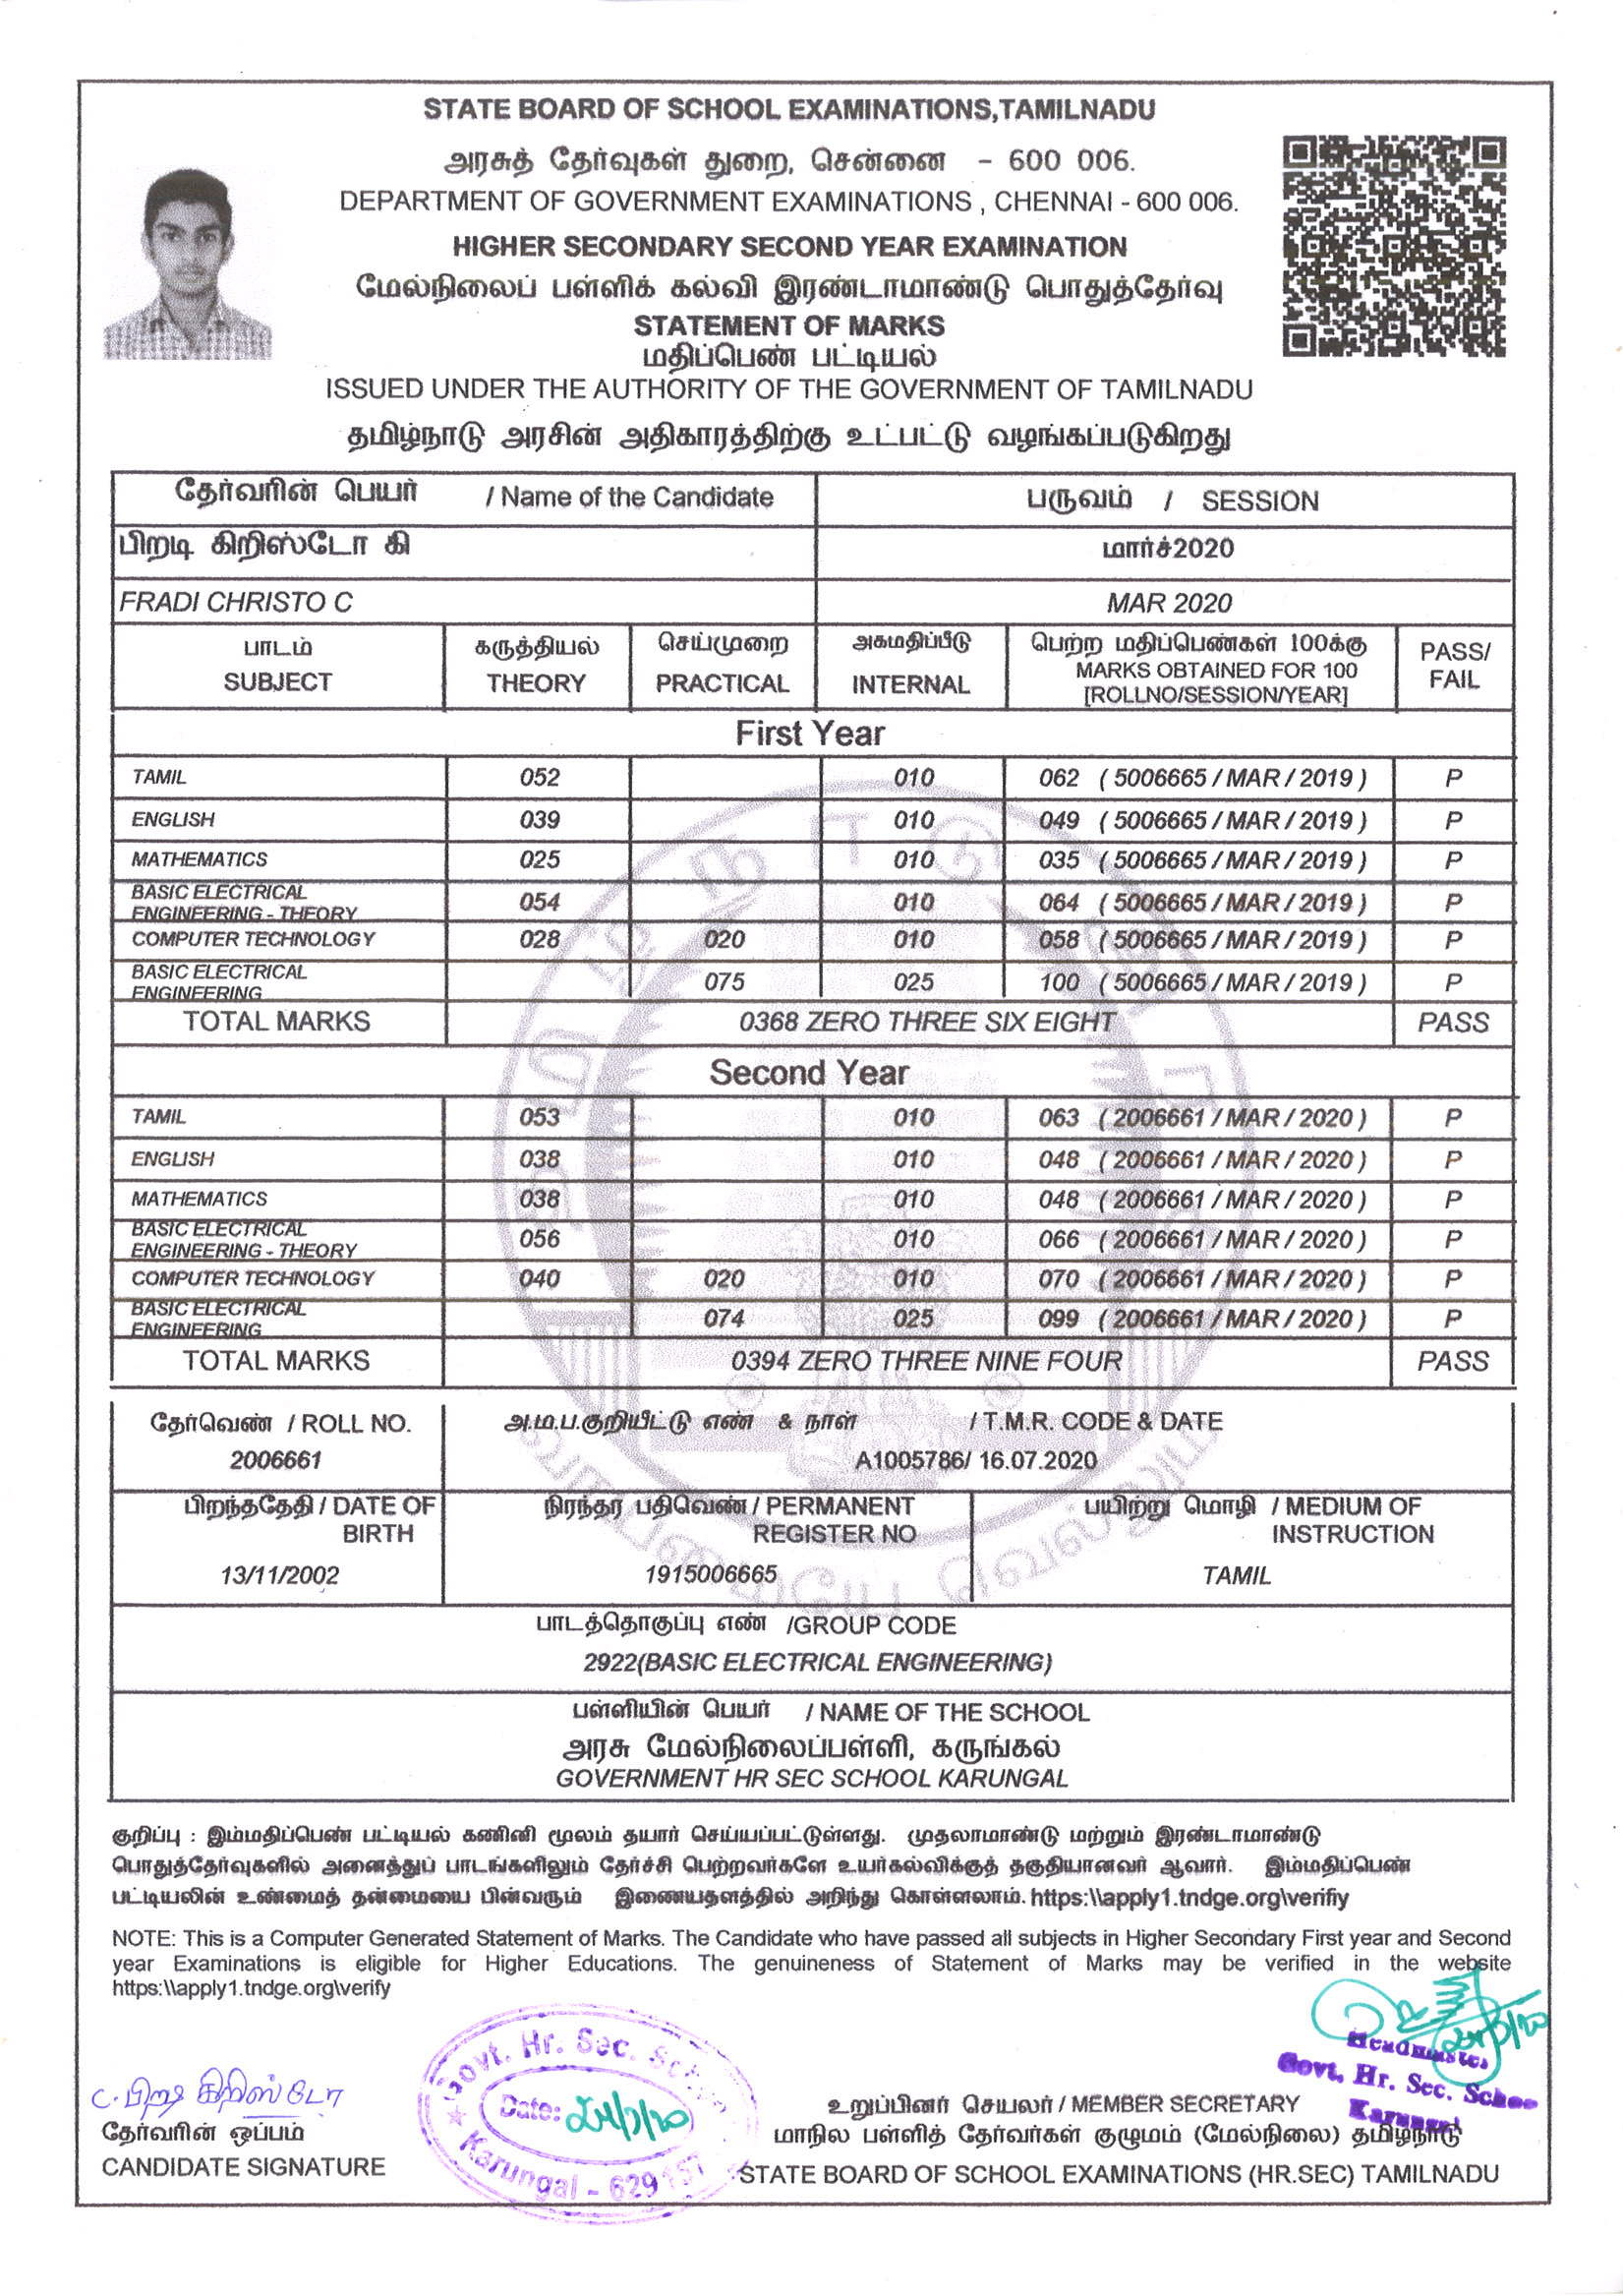 STATE BOARD OF SCHOOL EXAMINATIONS,TAMILNADU
அரசுத் தேர்வுகள் துறை, சென்னை - 600 006.
DEPARTMENT OF GOVERNMENT EXAMINATIONS , CHENNAI - 600 006.
HIGHER SECONDARY SECOND YEAR EXAMINATION
மேல்நிலைப் பள்ளிக் கல்வி இரண்டாமாண்டு பொதுத்தேர்வு
STATEMENT OF MARKS
மதிப்பெண் பட்டியல்
ISSUED UNDER THE AUTHORITY OF THE GOVERNMENT OF TAMILNADU
தமிழ்நாடு அரசின் அதிகாரத்திற்கு உட்பட்டு வழங்கப்படுகிறது
தேர்வரின் பெயர் / Name of the Candidate பருவம் / SESSION
பிறடி கிறிஸ்டோ கி மார்ச்2020
FRADI CHRISTO C MAR 2020
பாடம் கருத்தியல் செய்முறை அகமதிப்பீடு பெற்ற மதிப்பெண்கள் 100க்கு PASS/
SUBJECT THEORY PRACTICAL INTERNAL MARKS OBTAINED FOR 100 FAIL
[ROLLNO/SESSION/YEAR]
First Year
TAMIL 052 010 062 ( 5006665 / MAR / 2019 ) P
ENGLISH 039 010 049 ( 5006665 / MAR / 2019 ) P
MATHEMATICS 025 010 035 ( 5006665 / MAR / 2019 ) P
BASIC ELECTRICAL
ENGINEERING - THEORY 054 010 064 ( 5006665 / MAR / 2019 ) P
COMPUTER TECHNOLOGY 028 020 010 058 ( 5006665 / MAR / 2019 ) P
BASIC ELECTRICAL
ENGINEERING 075 025 100 ( 5006665 / MAR / 2019 ) P
TOTAL MARKS 0368 ZERO THREE SIX EIGHT PASS
Second Year
TAMIL 053 010 063 ( 2006661 / MAR / 2020 ) P
ENGLISH 038 010 048 ( 2006661 / MAR / 2020 ) P
MATHEMATICS 038 010 048 ( 2006661 / MAR / 2020 ) P
BASIC ELECTRICAL
ENGINEERING - THEORY 056 010 066 ( 2006661 / MAR / 2020 ) P
COMPUTER TECHNOLOGY 040 020 010 070 ( 2006661 / MAR / 2020 ) P
BASIC ELECTRICAL
ENGINEERING 074 025 099 ( 2006661 / MAR / 2020 ) P
TOTAL MARKS 0394 ZERO THREE NINE FOUR PASS
தேர்வெண் / ROLL NO. அ.ம.ப.குறியீட்டு எண் & நாள் / T.M.R. CODE & DATE
2006661 A1005786/ 16.07.2020
பிறந்ததேதி / DATE OF BIRTH நிரந்தர பதிவெண் / PERMANENT REGISTER NO பயிற்று மொழி / MEDIUM OF INSTRUCTION
13/11/2002 1915006665 TAMIL
பாடத்தொகுப்பு எண் /GROUP CODE
2922(BASIC ELECTRICAL ENGINEERING)
பள்ளியின் பெயர் / NAME OF THE SCHOOL
அரசு மேல்நிலைப்பள்ளி, கருங்கல்
GOVERNMENT HR SEC SCHOOL KARUNGAL
குறிப்பு : இம்மதிப்பெண் பட்டியல் கணினி மூலம் தயார் செய்யப்பட்டுள்ளது. முதலாமாண்டு மற்றும் இரண்டாமாண்டு
பொதுத்தேர்வுகளில் அனைத்துப் பாடங்களிலும் தேர்ச்சி பெற்றவர்களே உயர்கல்விக்குத் தகுதியானவர் ஆவார். இம்மதிப்பெண்
பட்டியலின் உண்மைத் தன்மையை பின்வரும் இணையதளத்தில் அறிந்து கொள்ளலாம். https:\\apply1.tndge.org\verifiy
NOTE: This is a Computer Generated Statement of Marks. The Candidate who have passed all subjects in Higher Secondary First year and Second
year Examinations is eligible for Higher Educations. The genuineness of Statement of Marks may be verified in the website
https:\\apply1.tndge.org\verify
Govt. Hr. Sec. School
Date: 24/7/20
Karungal - 629 157
24/7/20
Headmaster
Govt. Hr. Sec. Schoo
Karungal
C. பிறடி கிறிஸ்டோ
தேர்வரின் ஒப்பம்
CANDIDATE SIGNATURE
உறுப்பினர் செயலர் / MEMBER SECRETARY
மாநில பள்ளித் தேர்வர்கள் குழுமம் (மேல்நிலை) தமிழ்நாடு
STATE BOARD OF SCHOOL EXAMINATIONS (HR.SEC) TAMILNADU